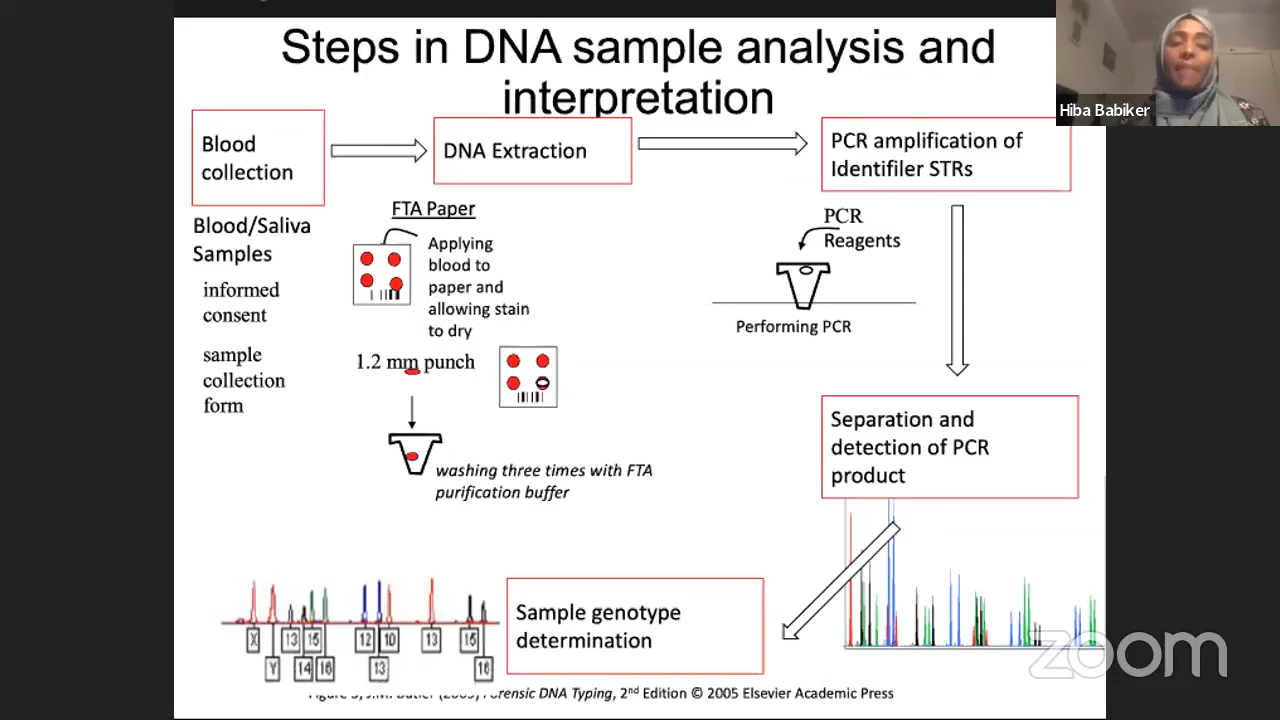 Steps in DNA sample analysis and
interpretation
Hiba Babiker
Blood
collection
DNA Extraction
PCR amplification of
Identifiler STRs
Blood/Saliva
Samples
informed
consent
sample
collection
form
FTA Paper
Applying
blood to
paper and
allowing stain
to dry
1.2 mm punch
washing three times with FTA
purification buffer
PCR
Reagents
Performing PCR
Separation and
detection of PCR
product
Sample genotype
determination
X
13
15
12
10
13
15
Y
14
16
13
16
zoom
J.M. Butler (2005) Forensic DNA Typing, 2nd Edition © 2005 Elsevier Academic Press